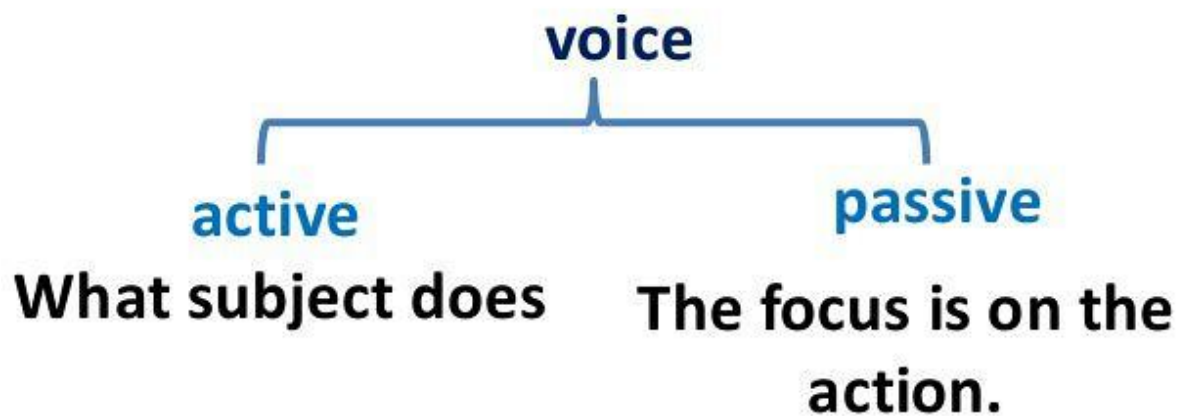 voice
active
passive
What subject does
The focus is on the
action.